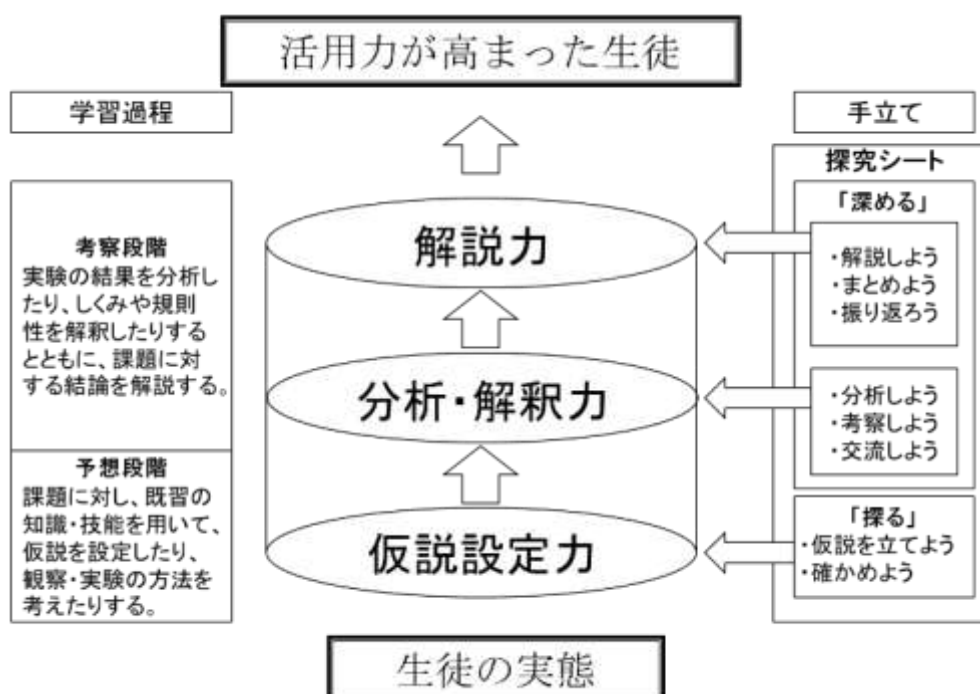 活用力が高まった生徒
学習過程
考察段階
実験の結果を分析し
たり、しくみや規則
性を解釈したりする
とともに、課題に対
する結論を解説する。
予想段階
課題に対し、既習の
知識・技能を用いて、
仮説を設定したり、
観察・実験の方法を
考えたりする。
解説力
分析・解釈力
仮説設定力
手立て
探究シート
「深める」
・解説しよう
・まとめよう
・振り返ろう
・分析しよう
・考察しよう
・交流しよう
「探る」
・仮説を立てよう
・確かめよう
生徒の実態